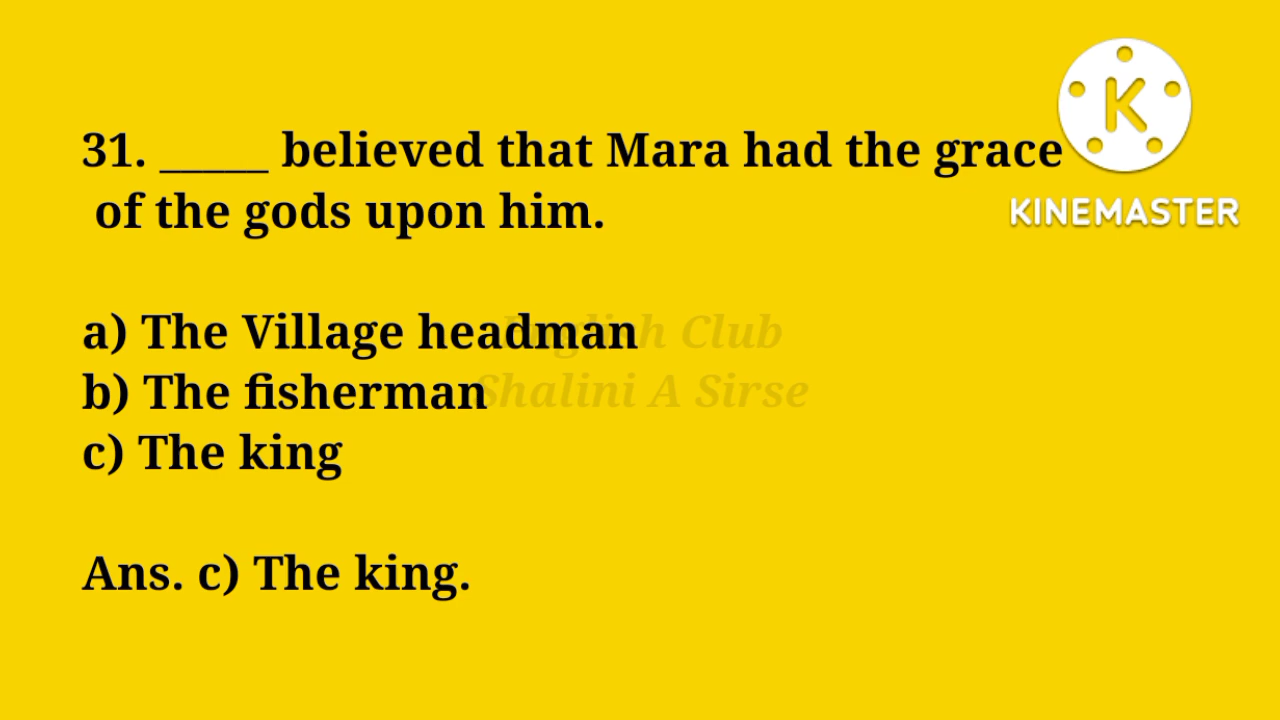 31. _____ believed that Mara had the grace
of the gods upon him.
a) The Village headman
b) The fisherman
c) The king
Ans. c) The king.
English Club
Shalini A Sirse
K
KINEMASTER